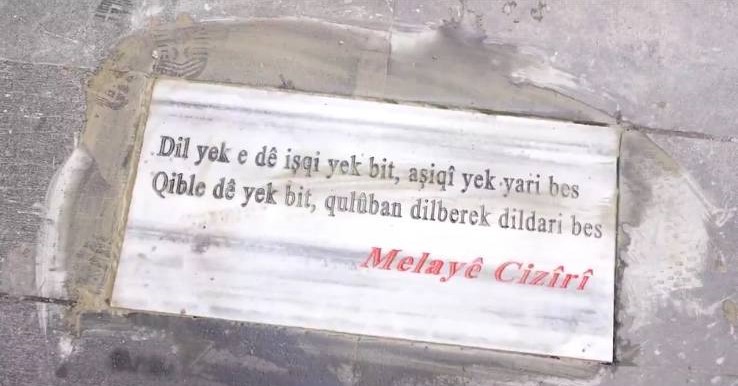 Dil yek e dê işqi yek bit, aşiqî yek yari bes
Qible dê yek bit, qulûban dilberek dildari bes
Melayê Cizîrî